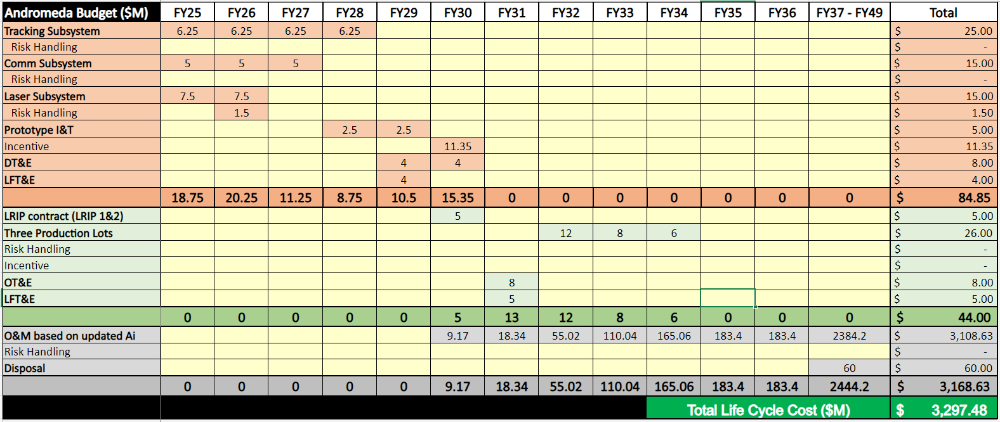 Andromeda Budget ($M) FY25 FY26 FY27 FY28 FY29 FY30 FY31 FY32 FY33 FY34 FY35 FY36 FY37 - FY49 Total
Tracking Subsystem 6.25 6.25 6.25 6.25 $ 25.00
Risk Handling $ -
Comm Subsystem 5 5 5 $ 15.00
Risk Handling $ -
Laser Subsystem 7.5 7.5 $ 15.00
Risk Handling 1.5 $ 1.50
Prototype I&T 2.5 2.5 $ 5.00
Incentive 11.35 $ 11.35
DT&E 4 4 $ 8.00
LFT&E 4 $ 4.00
18.75 20.25 11.25 8.75 10.5 15.35 0 0 0 0 0 0 0 $ 84.85
LRIP contract (LRIP 1&2) 5 $ 5.00
Three Production Lots 12 8 6 $ 26.00
Risk Handling $ -
Incentive $ -
OT&E 8 $ 8.00
LFT&E 5 $ 5.00
0 0 0 0 0 5 13 12 8 6 0 0 0 $ 44.00
O&M based on updated Ai 9.17 18.34 55.02 110.04 165.06 183.4 183.4 2384.2 $ 3,108.63
Risk Handling $ -
Disposal 60 $ 60.00
0 0 0 0 0 9.17 18.34 55.02 110.04 165.06 183.4 183.4 2444.2 $ 3,168.63
Total Life Cycle Cost ($M) $ 3,297.48